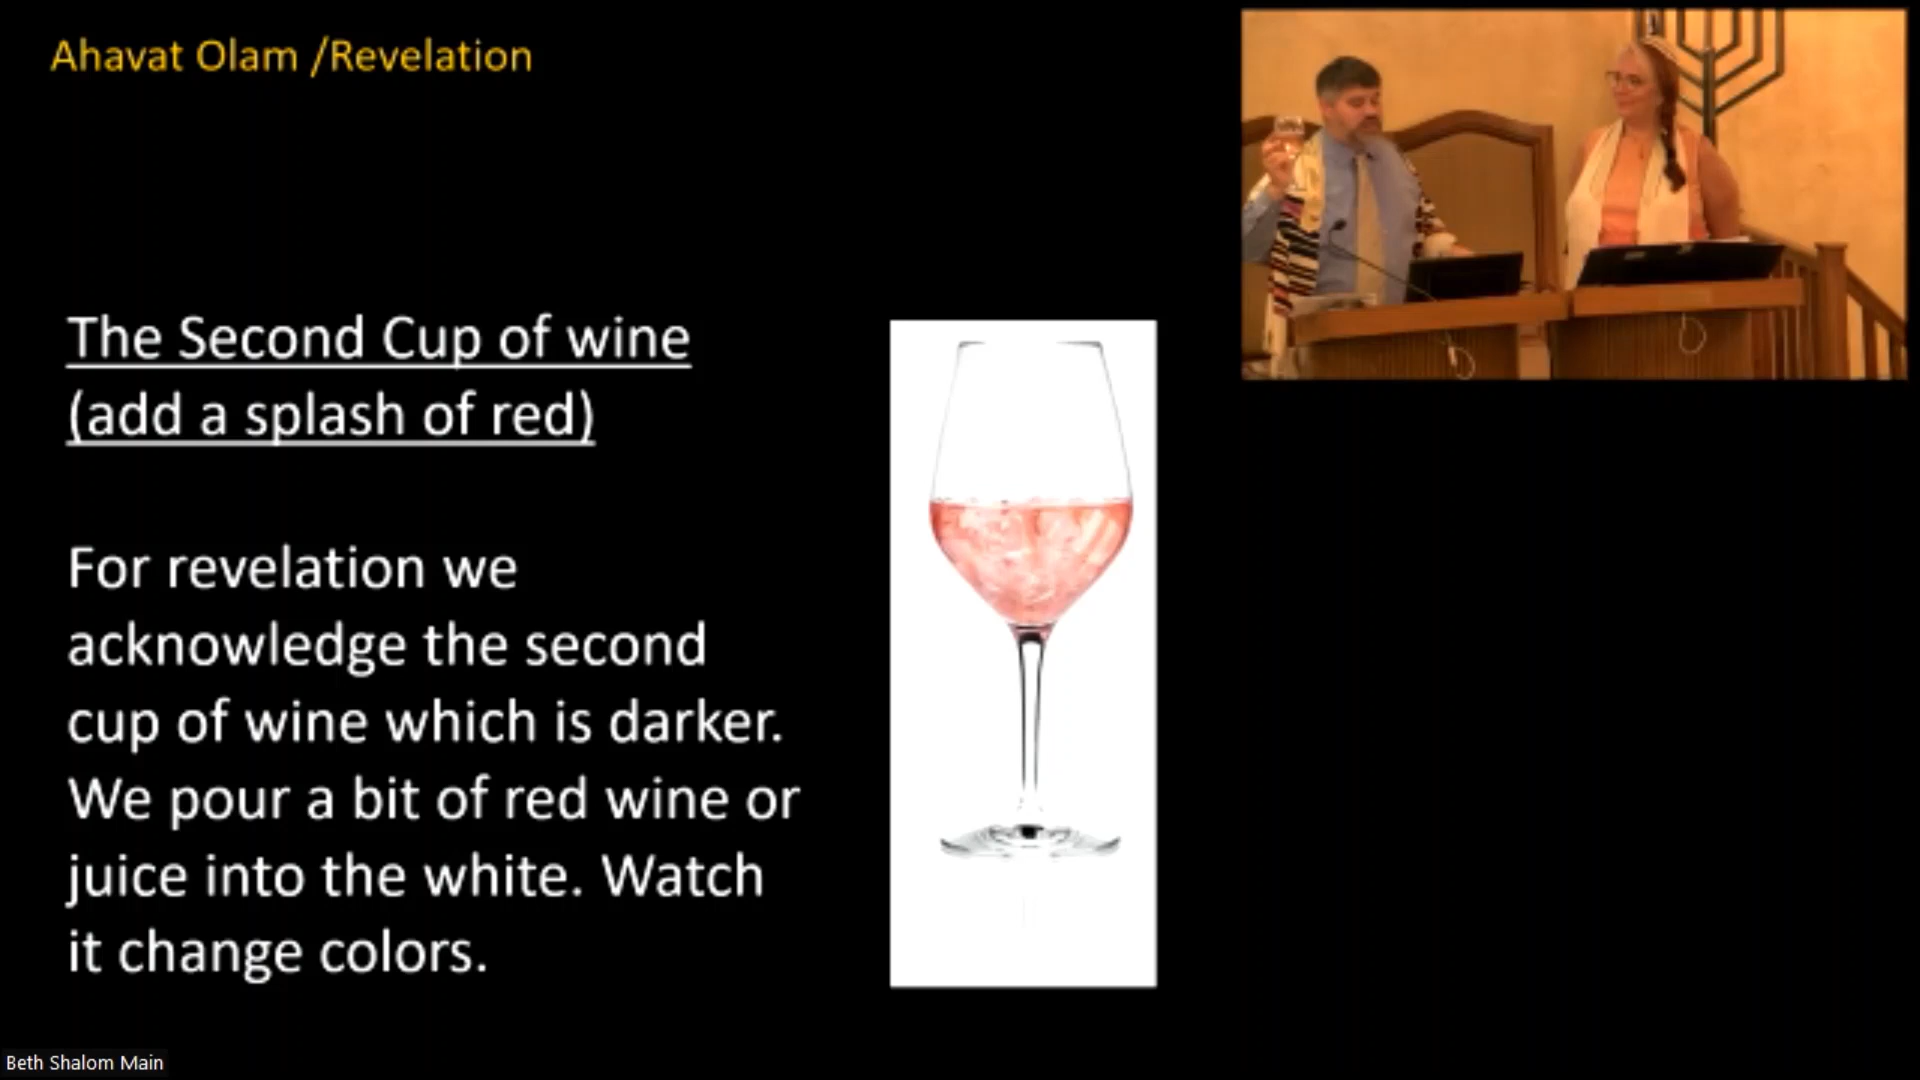 Ahavat Olam /Revelation
The Second Cup of wine
(add a splash of red)
For revelation we
acknowledge the second
cup of wine which is darker.
We pour a bit of red wine or
juice into the white. Watch
it change colors.
Beth Shalom Main